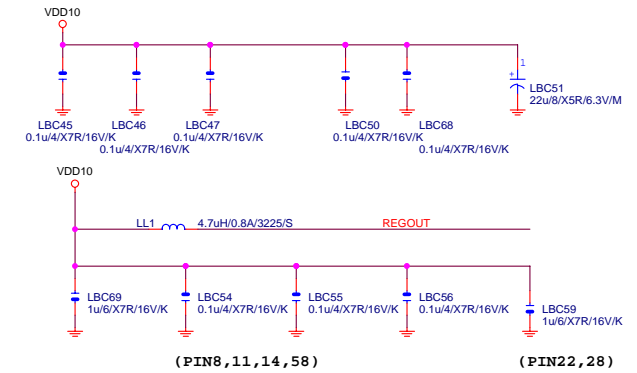 VDD10
1
+
LBC51
22u/8/X5R/6.3V/M
LBC45 LBC46 LBC47 LBC50 LBC68
0.1u/4/X7R/16V/K 0.1u/4/X7R/16V/K 0.1u/4/X7R/16V/K
0.1u/4/X7R/16V/K 0.1u/4/X7R/16V/K
VDD10
LL1 4.7uH/0.8A/3225/S REGOUT
LBC69 LBC54 LBC55 LBC56
1u/6/X7R/16V/K 0.1u/4/X7R/16V/K 0.1u/4/X7R/16V/K 0.1u/4/X7R/16V/K
LBC59
1u/6/X7R/16V/K
(PIN8,11,14,58) (PIN22,28)